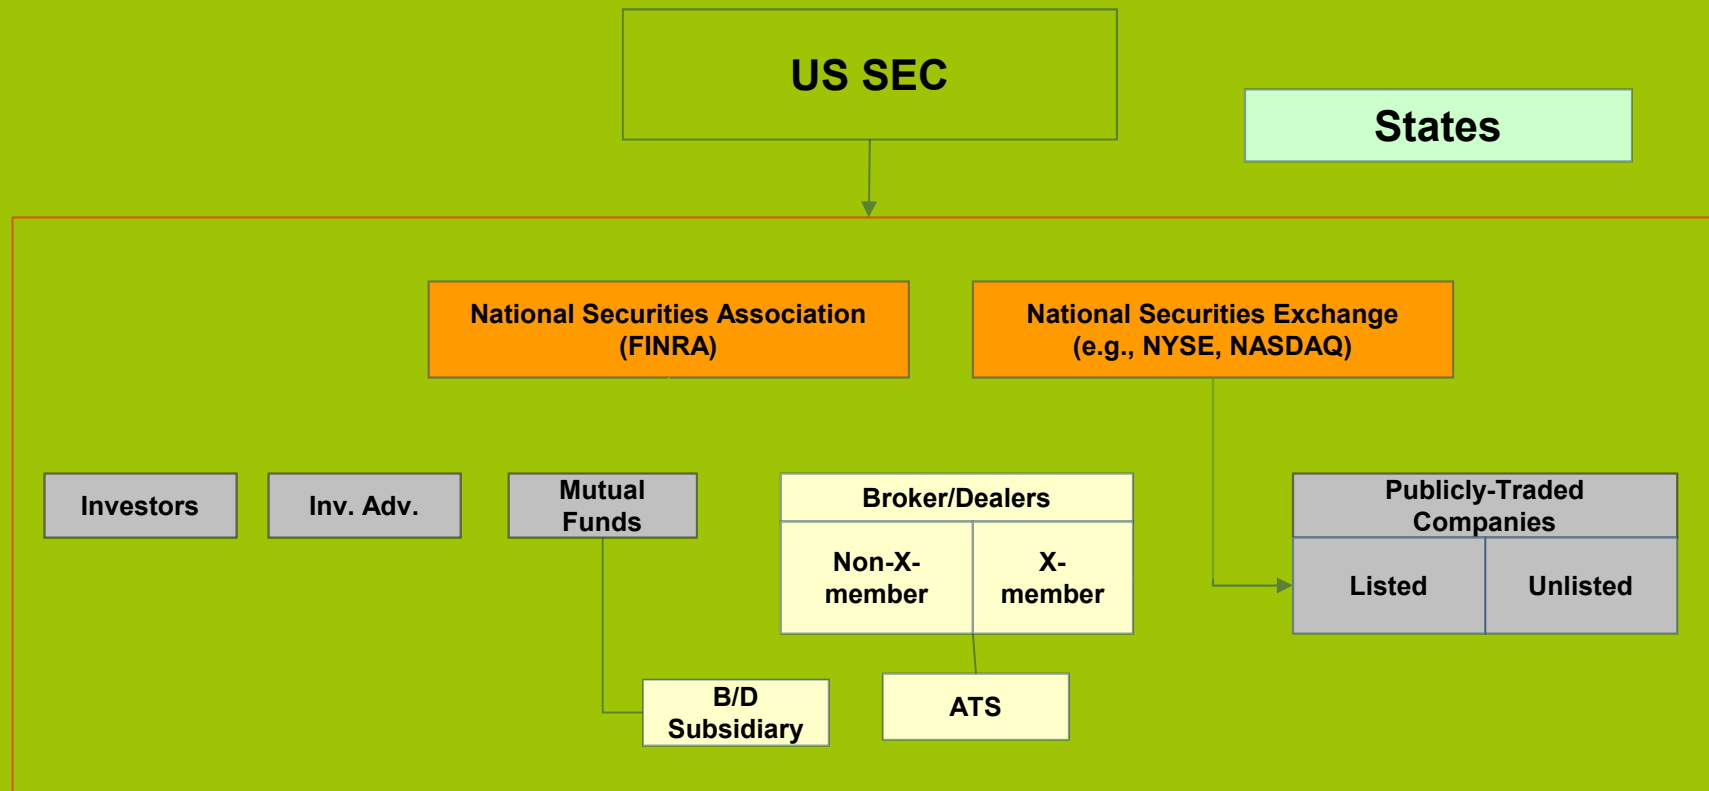 US SEC
States
National Securities Association
(FINRA)
National Securities Exchange
(e.g., NYSE, NASDAQ)
Investors
Inv. Adv.
Mutual
Funds
Broker/Dealers
Non-X-
member
X-
member
Publicly-Traded
Companies
Listed
Unlisted
B/D
Subsidiary
ATS